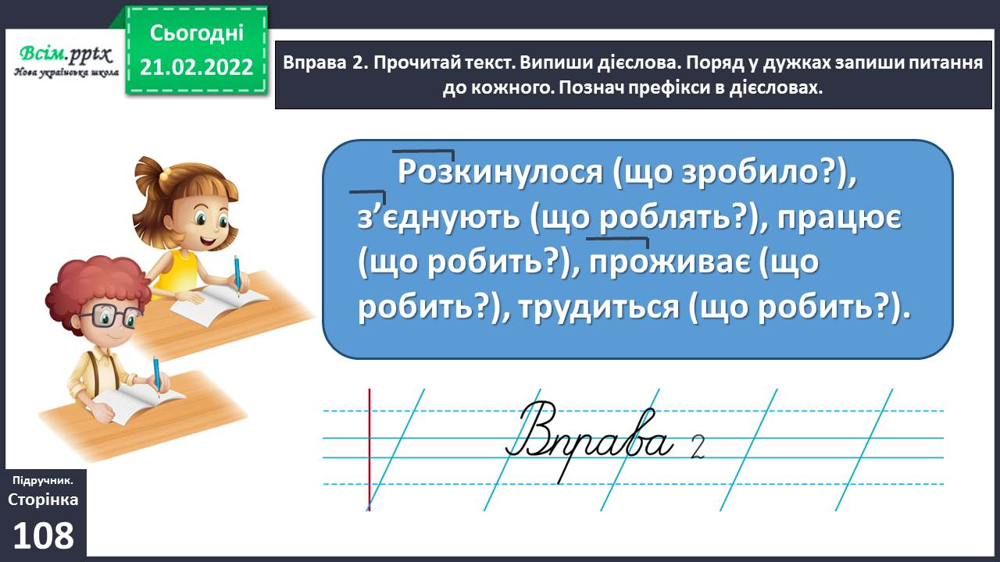 Всім.pptx
Нова українська школа
Сьогодні
21.02.2022
Вправа 2. Прочитай текст. Випиши дієслова. Поряд у дужках запиши питання
до кожного. Познач префікси в дієсловах.
Розкинулося (що зробило?),
з’єднують (що роблять?), працює
(що робить?), проживає (що
робить?), трудиться (що робить?).
Вправа 2
Підручник.
Сторінка
108